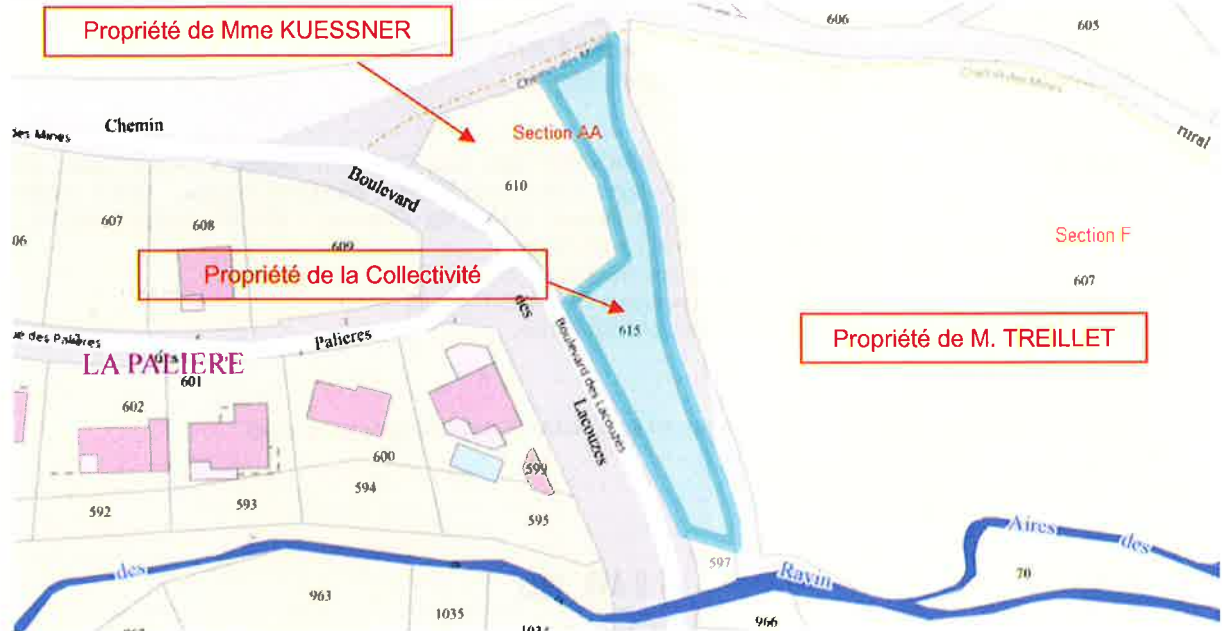 Propriété de Mme KUESSNER
606
605
Chemin des M
Chemin des Mines
rural
des Mines
Chemin
Section AA
Boulevard
610
607
608
06
609
Section F
607
Propriété de la Collectivité
des
615
Propriété de M. TREILLET
Palieres
LA PALIERE
601
Boulevard des Lacouzes
Lacouzes
602
600
599
594
592
593
595
597
Aires
des
des
Ravin
70
963
1035
1034
966